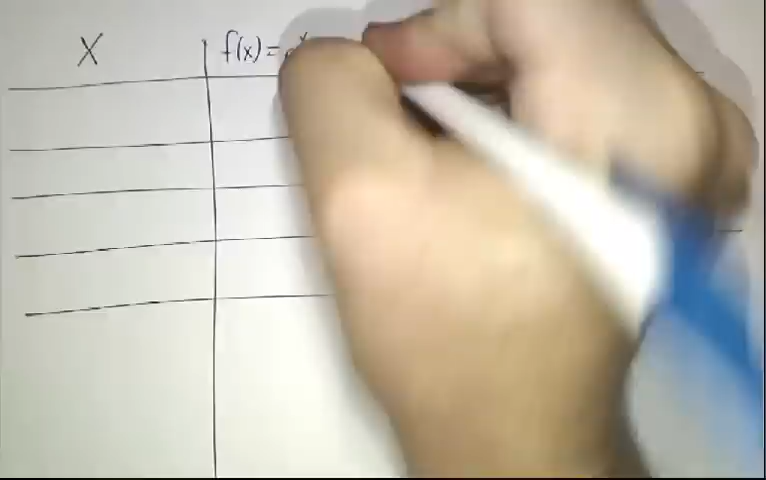 X f(x) =